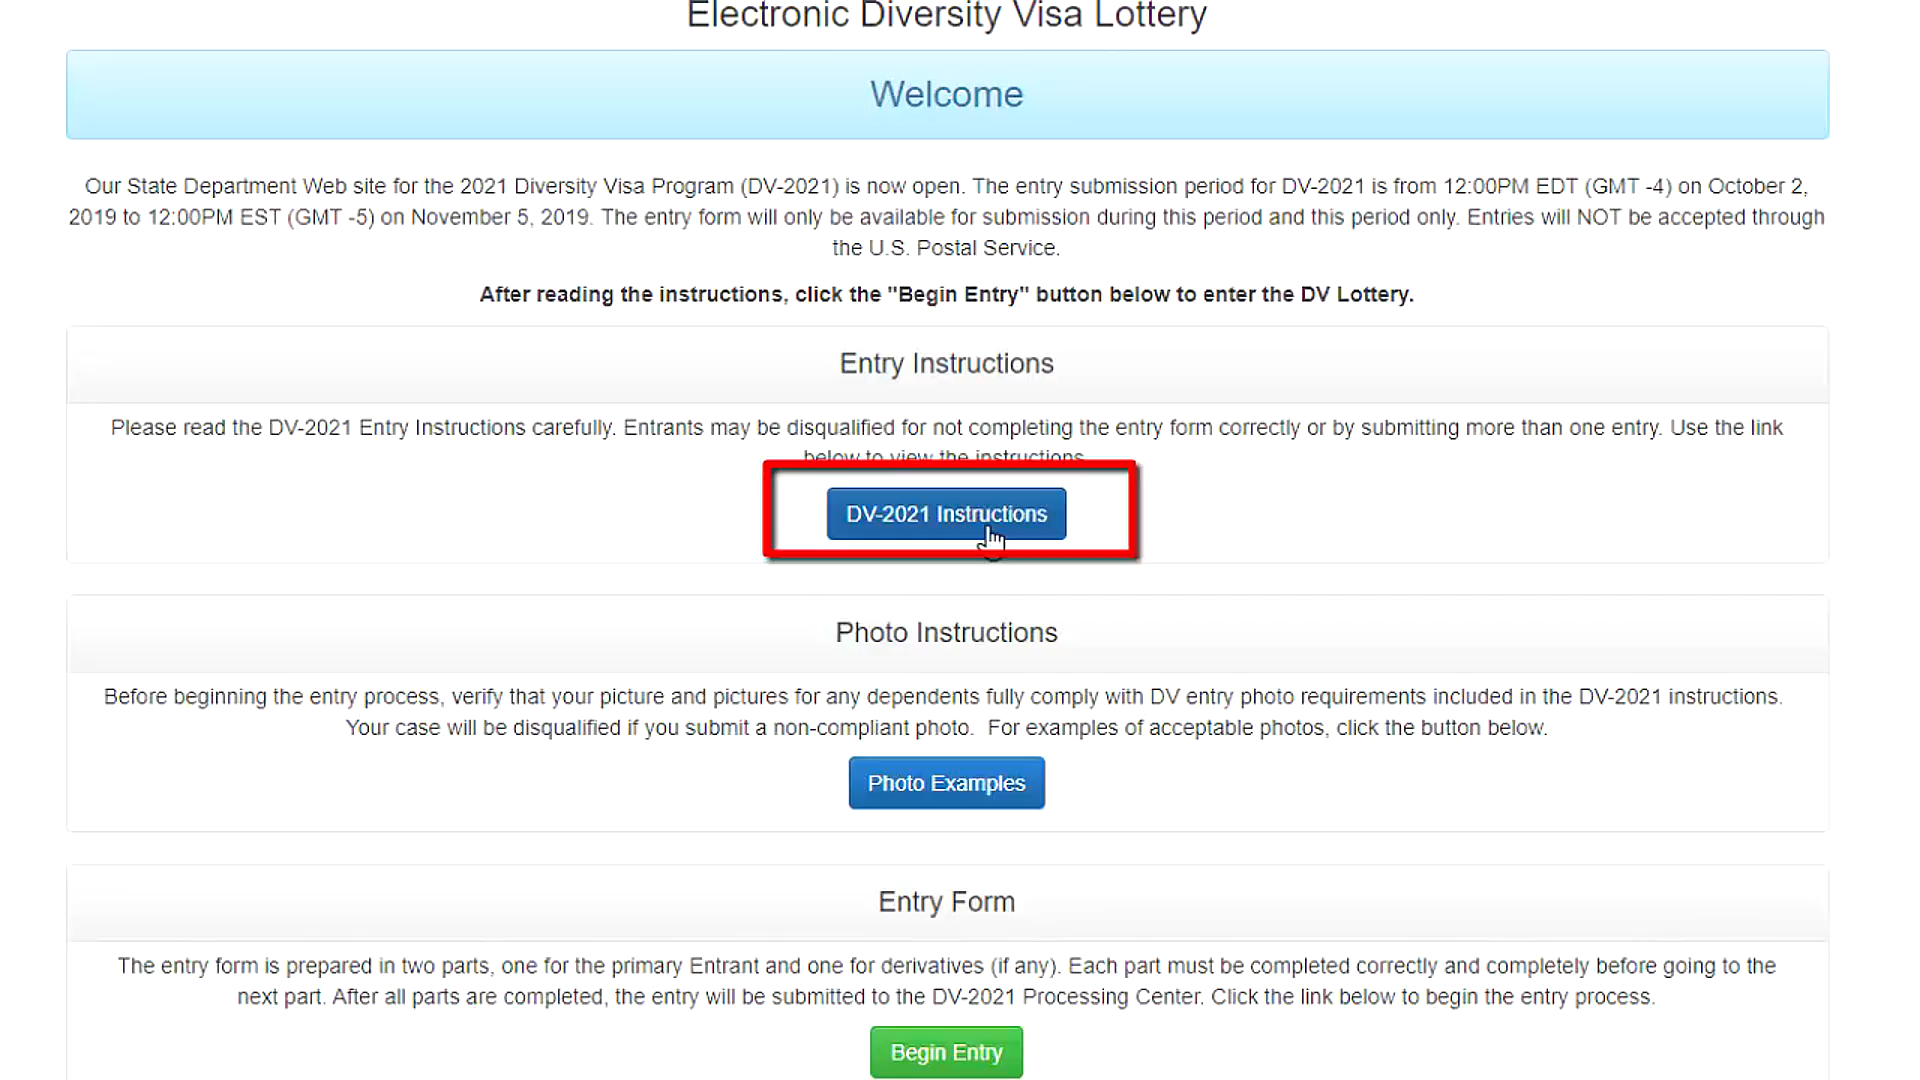 Electronic Diversity Visa Lottery
Welcome
Our State Department Web site for the 2021 Diversity Visa Program (DV-2021) is now open. The entry submission period for DV-2021 is from 12:00PM EDT (GMT -4) on October 2,
2019 to 12:00PM EST (GMT -5) on November 5, 2019. The entry form will only be available for submission during this period and this period only. Entries will NOT be accepted through
the U.S. Postal Service.
After reading the instructions, click the "Begin Entry" button below to enter the DV Lottery.
Entry Instructions
Please read the DV-2021 Entry Instructions carefully. Entrants may be disqualified for not completing the entry form correctly or by submitting more than one entry. Use the link
below to view the instructions.
DV-2021 Instructions
Photo Instructions
Before beginning the entry process, verify that your picture and pictures for any dependents fully comply with DV entry photo requirements included in the DV-2021 instructions.
Your case will be disqualified if you submit a non-compliant photo. For examples of acceptable photos, click the button below.
Photo Examples
Entry Form
The entry form is prepared in two parts, one for the primary Entrant and one for derivatives (if any). Each part must be completed correctly and completely before going to the
next part. After all parts are completed, the entry will be submitted to the DV-2021 Processing Center. Click the link below to begin the entry process.
Begin Entry